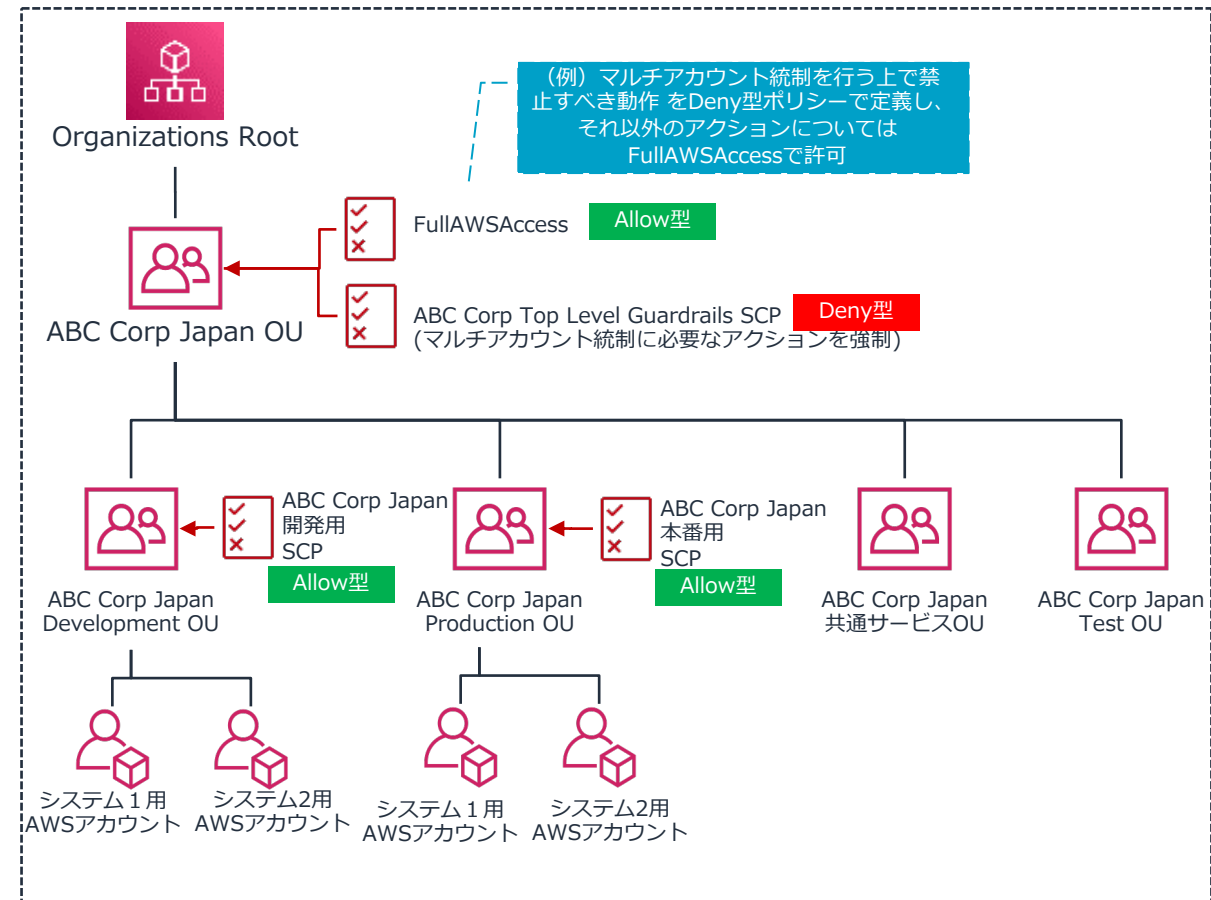 Organizations Root
（例）マルチアカウント統制を行う上で禁
止すべき動作 をDeny型ポリシーで定義し、
それ以外のアクションについては
FullAWSAccessで許可
FullAWSAccess
Allow型
ABC Corp Top Level Guardrails SCP
Deny型
(マルチアカウント統制に必要なアクションを強制)
ABC Corp Japan OU
ABC Corp Japan
開発用
SCP
Allow型
ABC Corp Japan
本番用
SCP
Allow型
ABC Corp Japan
Development OU
ABC Corp Japan
Production OU
ABC Corp Japan
共通サービスOU
ABC Corp Japan
Test OU
システム１用
AWSアカウント
システム2用
AWSアカウント
システム１用
AWSアカウント
システム2用
AWSアカウント